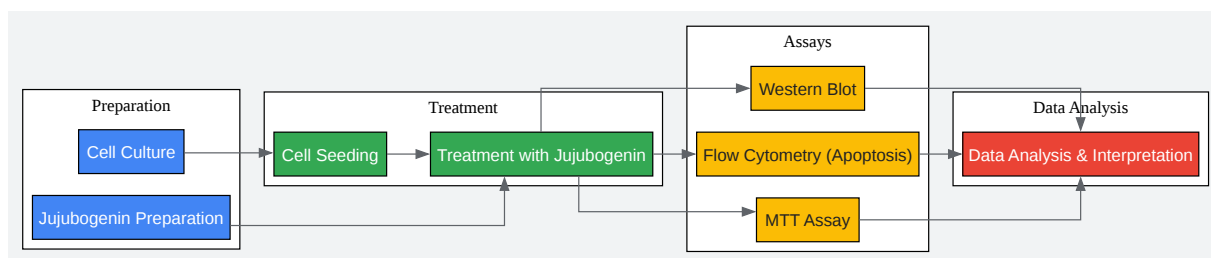 Preparation
Cell Culture
Jujubogenin Preparation
Treatment
Cell Seeding
Treatment with Jujubogenin
Assays
Western Blot
Flow Cytometry (Apoptosis)
MTT Assay
Data Analysis
Data Analysis & Interpretation